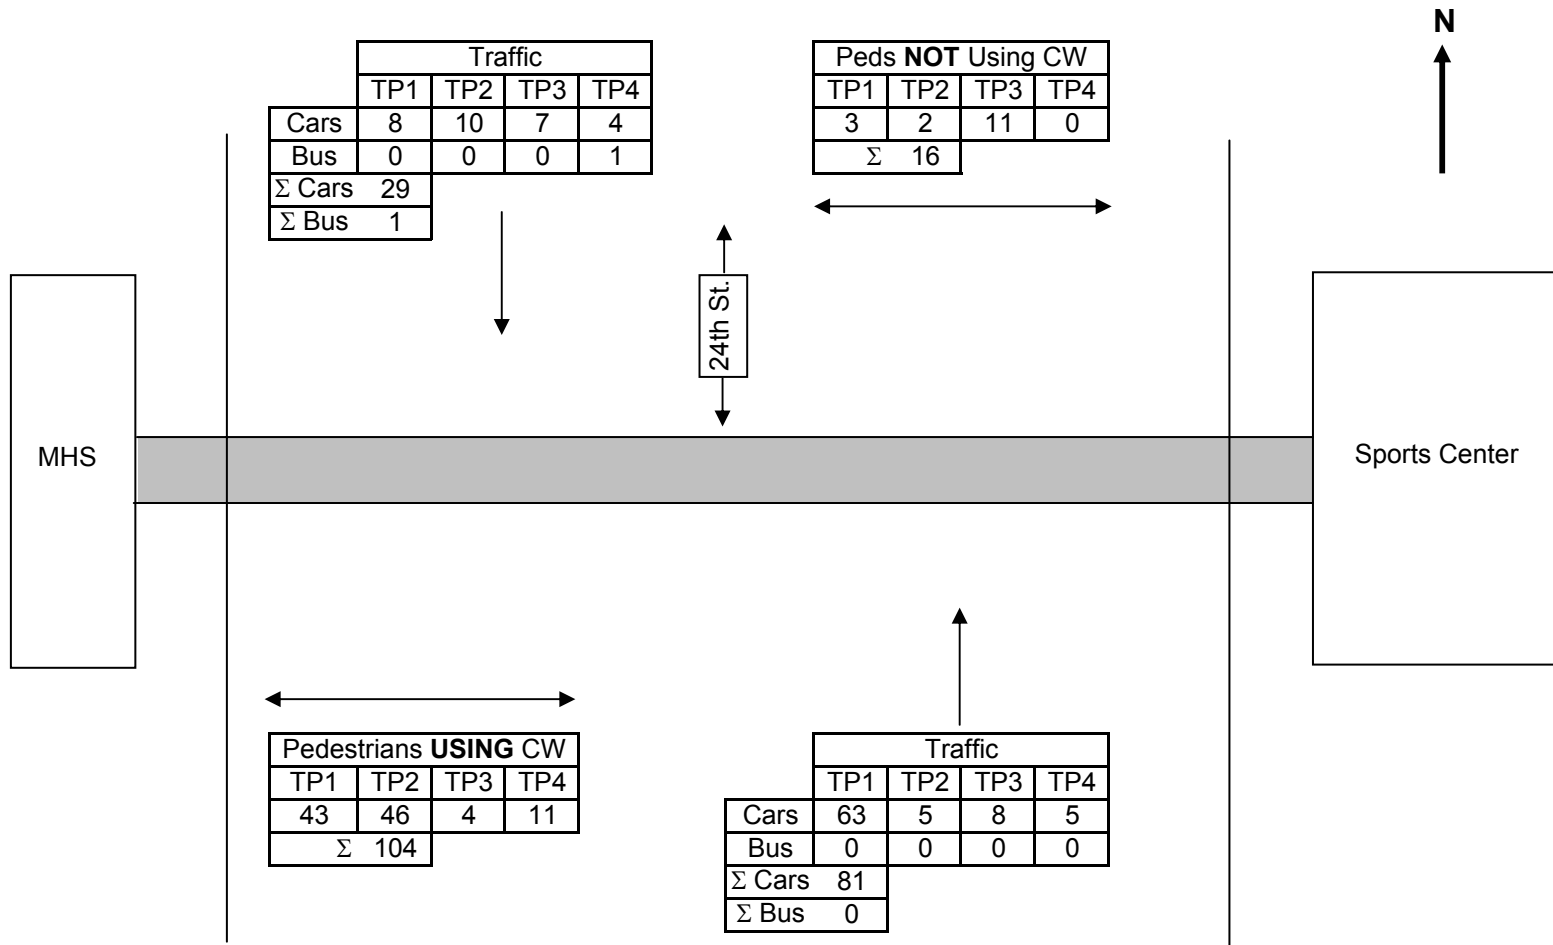 N
Traffic
TP1 TP2 TP3 TP4
Cars 8 10 7 4
Bus 0 0 0 1
Σ Cars 29
Σ Bus 1
Peds NOT Using CW
TP1 TP2 TP3 TP4
3 2 11 0
Σ 16
24th St.
MHS
Sports Center
Pedestrians USING CW
TP1 TP2 TP3 TP4
43 46 4 11
Σ 104
Traffic
TP1 TP2 TP3 TP4
Cars 63 5 8 5
Bus 0 0 0 0
Σ Cars 81
Σ Bus 0